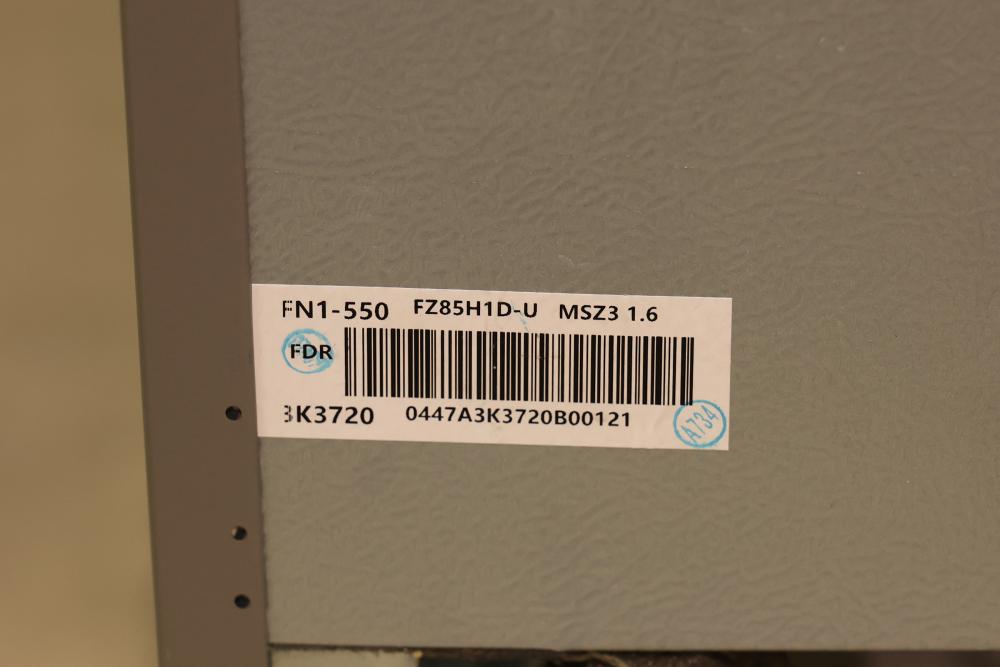 FN1-550 FZ85H1D-U MSZ3 1.6
FDR
3K3720 0447A3K3720B00121
A734